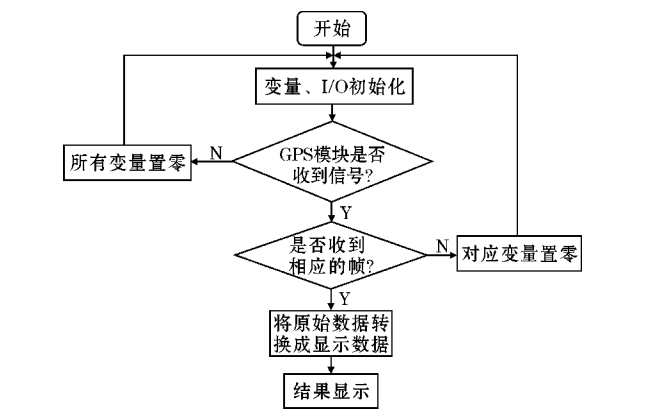 开始
变量、I/O初始化
GPS模块是否
收到信号?
N
所有变量置零
Y
是否收到
相应的帧?
N
对应变量置零
Y
将原始数据转
换成显示数据
结果显示